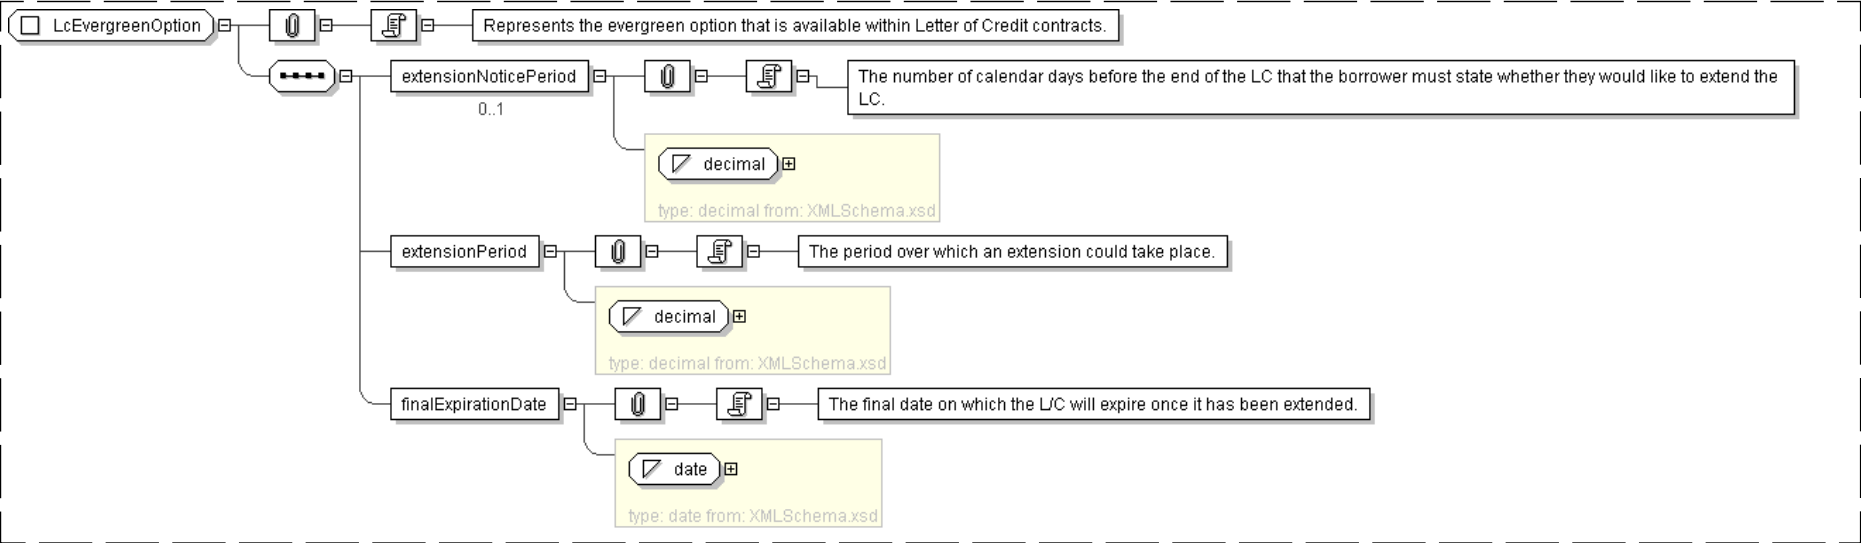 LcEvergreenOption
Represents the evergreen option that is available within Letter of Credit contracts.
extensionNoticePeriod
0..1
The number of calendar days before the end of the LC that the borrower must state whether they would like to extend the
LC.
decimal
type: decimal from: XMLSchema.xsd
extensionPeriod
The period over which an extension could take place.
decimal
type: decimal from: XMLSchema.xsd
finalExpirationDate
The final date on which the L/C will expire once it has been extended.
date
type: date from: XMLSchema.xsd